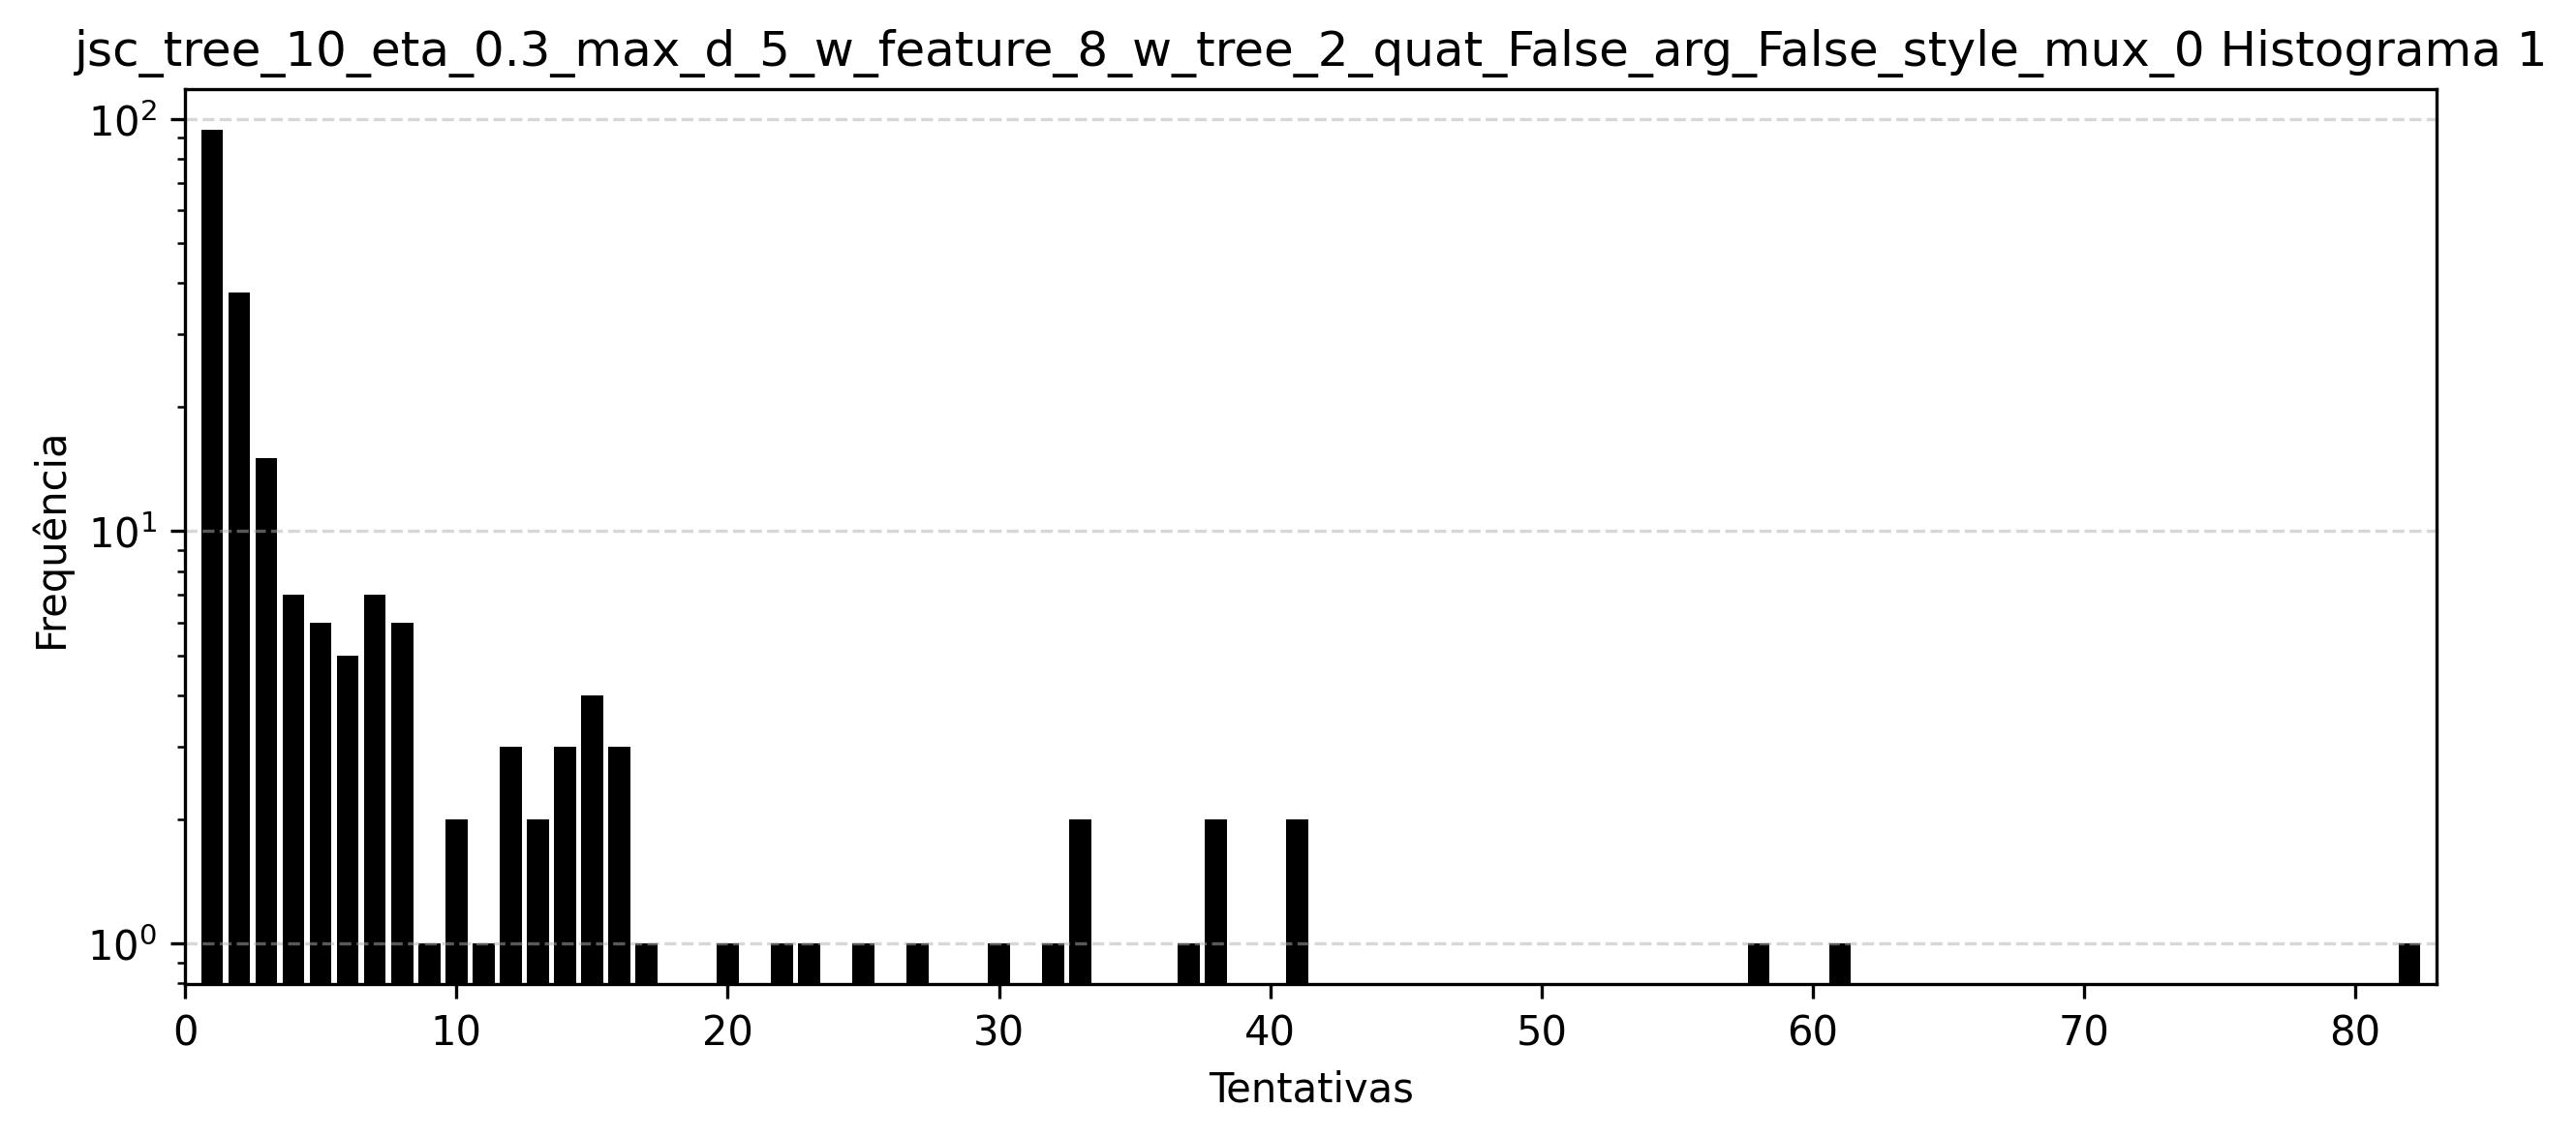 jsc_tree_10_eta_0.3_max_d_5_w_feature_8_w_tree_2_quat_False_arg_False_style_mux_0 Histograma 1
10²
10¹
10⁰
Frequência
0 10 20 30 40 50 60 70 80
Tentativas